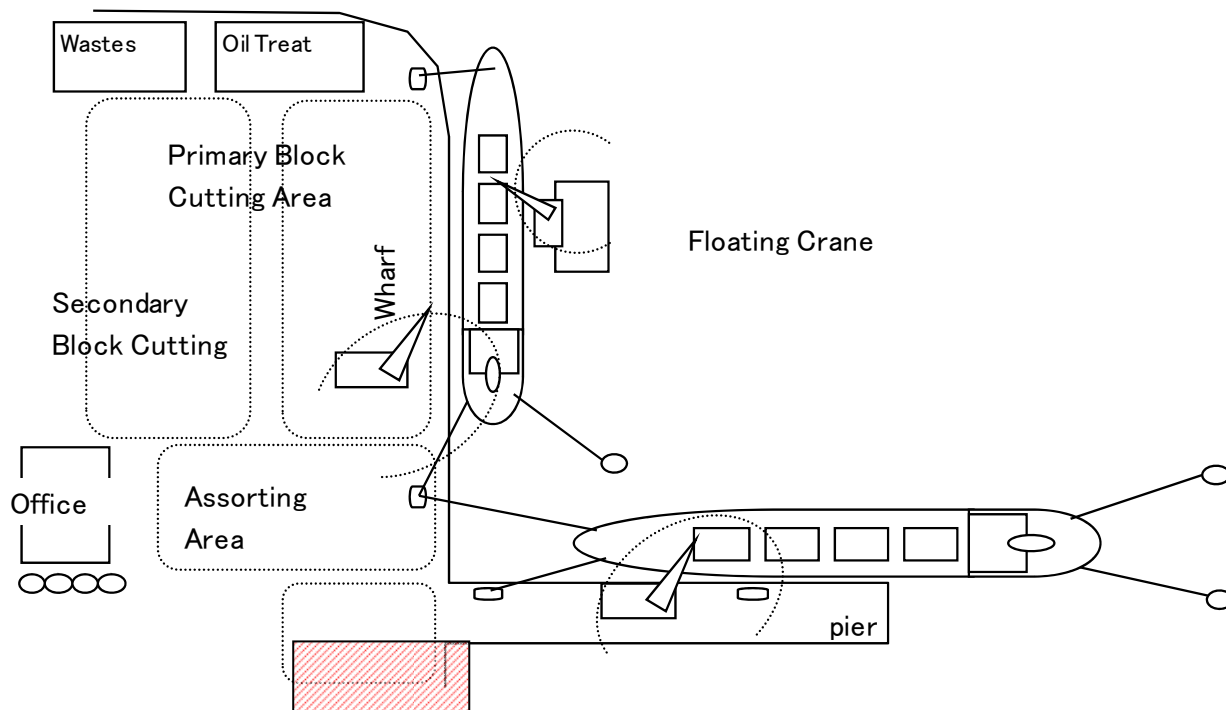 Wastes
Oil Treat
Primary Block
Cutting Area
Floating Crane
Wharf
Secondary
Block Cutting
Office
Assorting
Area
pier